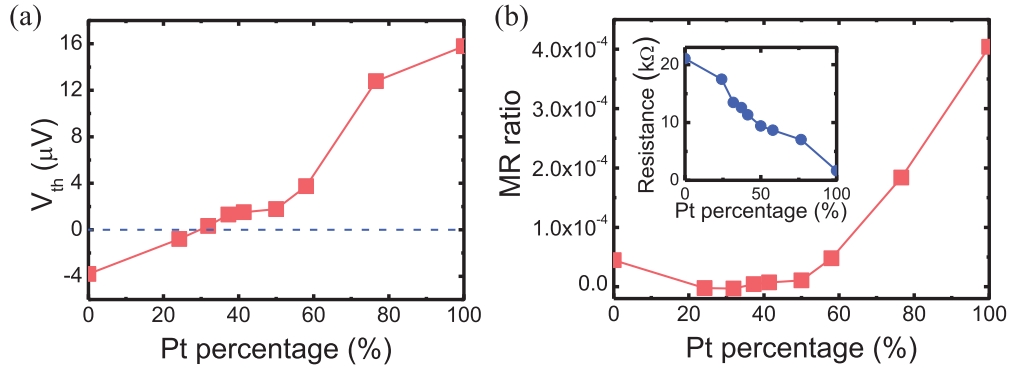 (a)
16
12
8
4
0
-4
V_th (μV)
0 20 40 60 80 100
Pt percentage (%)
(b)
4.0x10⁻⁴
3.0x10⁻⁴
2.0x10⁻⁴
1.0x10⁻⁴
0.0
MR ratio
0 20 40 60 80 100
Pt percentage (%)
20
10
0
Resistance (kΩ)
0 50 100
Pt percentage (%)